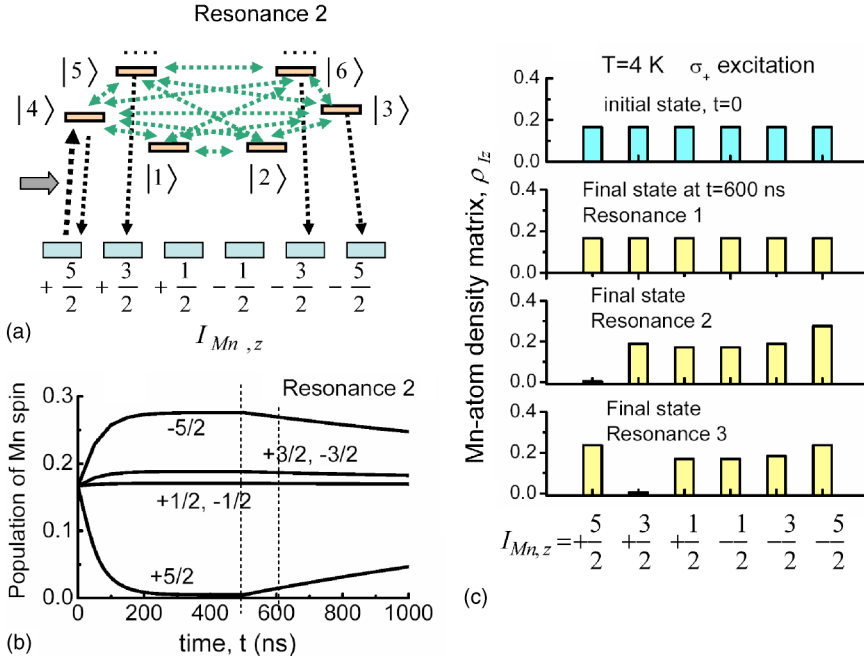 Resonance 2
|5⟩ |6⟩
|4⟩ |3⟩
|1⟩ |2⟩
+5/2 +3/2 +1/2 -1/2 -3/2 -5/2
I Mn,z
(a)
Population of Mn spin
0.3
0.2
0.1
0.0
Resonance 2
-5/2
+3/2, -3/2
+1/2, -1/2
+5/2
0 200 400 600 800 1000
time, t (ns)
(b)
T=4 K σ+ excitation
Mn-atom density matrix, ρIz
0.4
0.2
0.0
initial state, t=0
0.4
0.2
0.0
Final state at t=600 ns
Resonance 1
0.4
0.2
0.0
Final state
Resonance 2
0.4
0.2
0.0
Final state
Resonance 3
I Mn,z = +5/2 +3/2 +1/2 -1/2 -3/2 -5/2
(c)